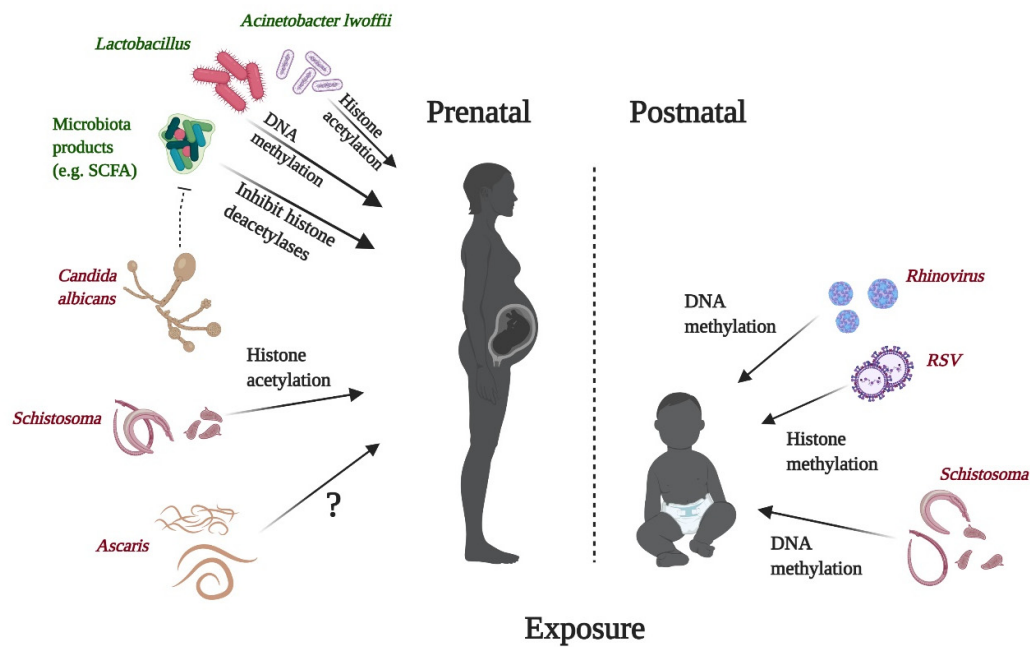 Acinetobacter lwoffii
Lactobacillus
Microbiota
products
(e.g. SCFA)
Histone
acetylation
DNA
methylation
Inhibit histone
deacetylases
Candida
albicans
Histone
acetylation
Schistosoma
?
Ascaris
Prenatal
Postnatal
Rhinovirus
DNA
methylation
RSV
Histone
methylation
Schistosoma
DNA
methylation
Exposure